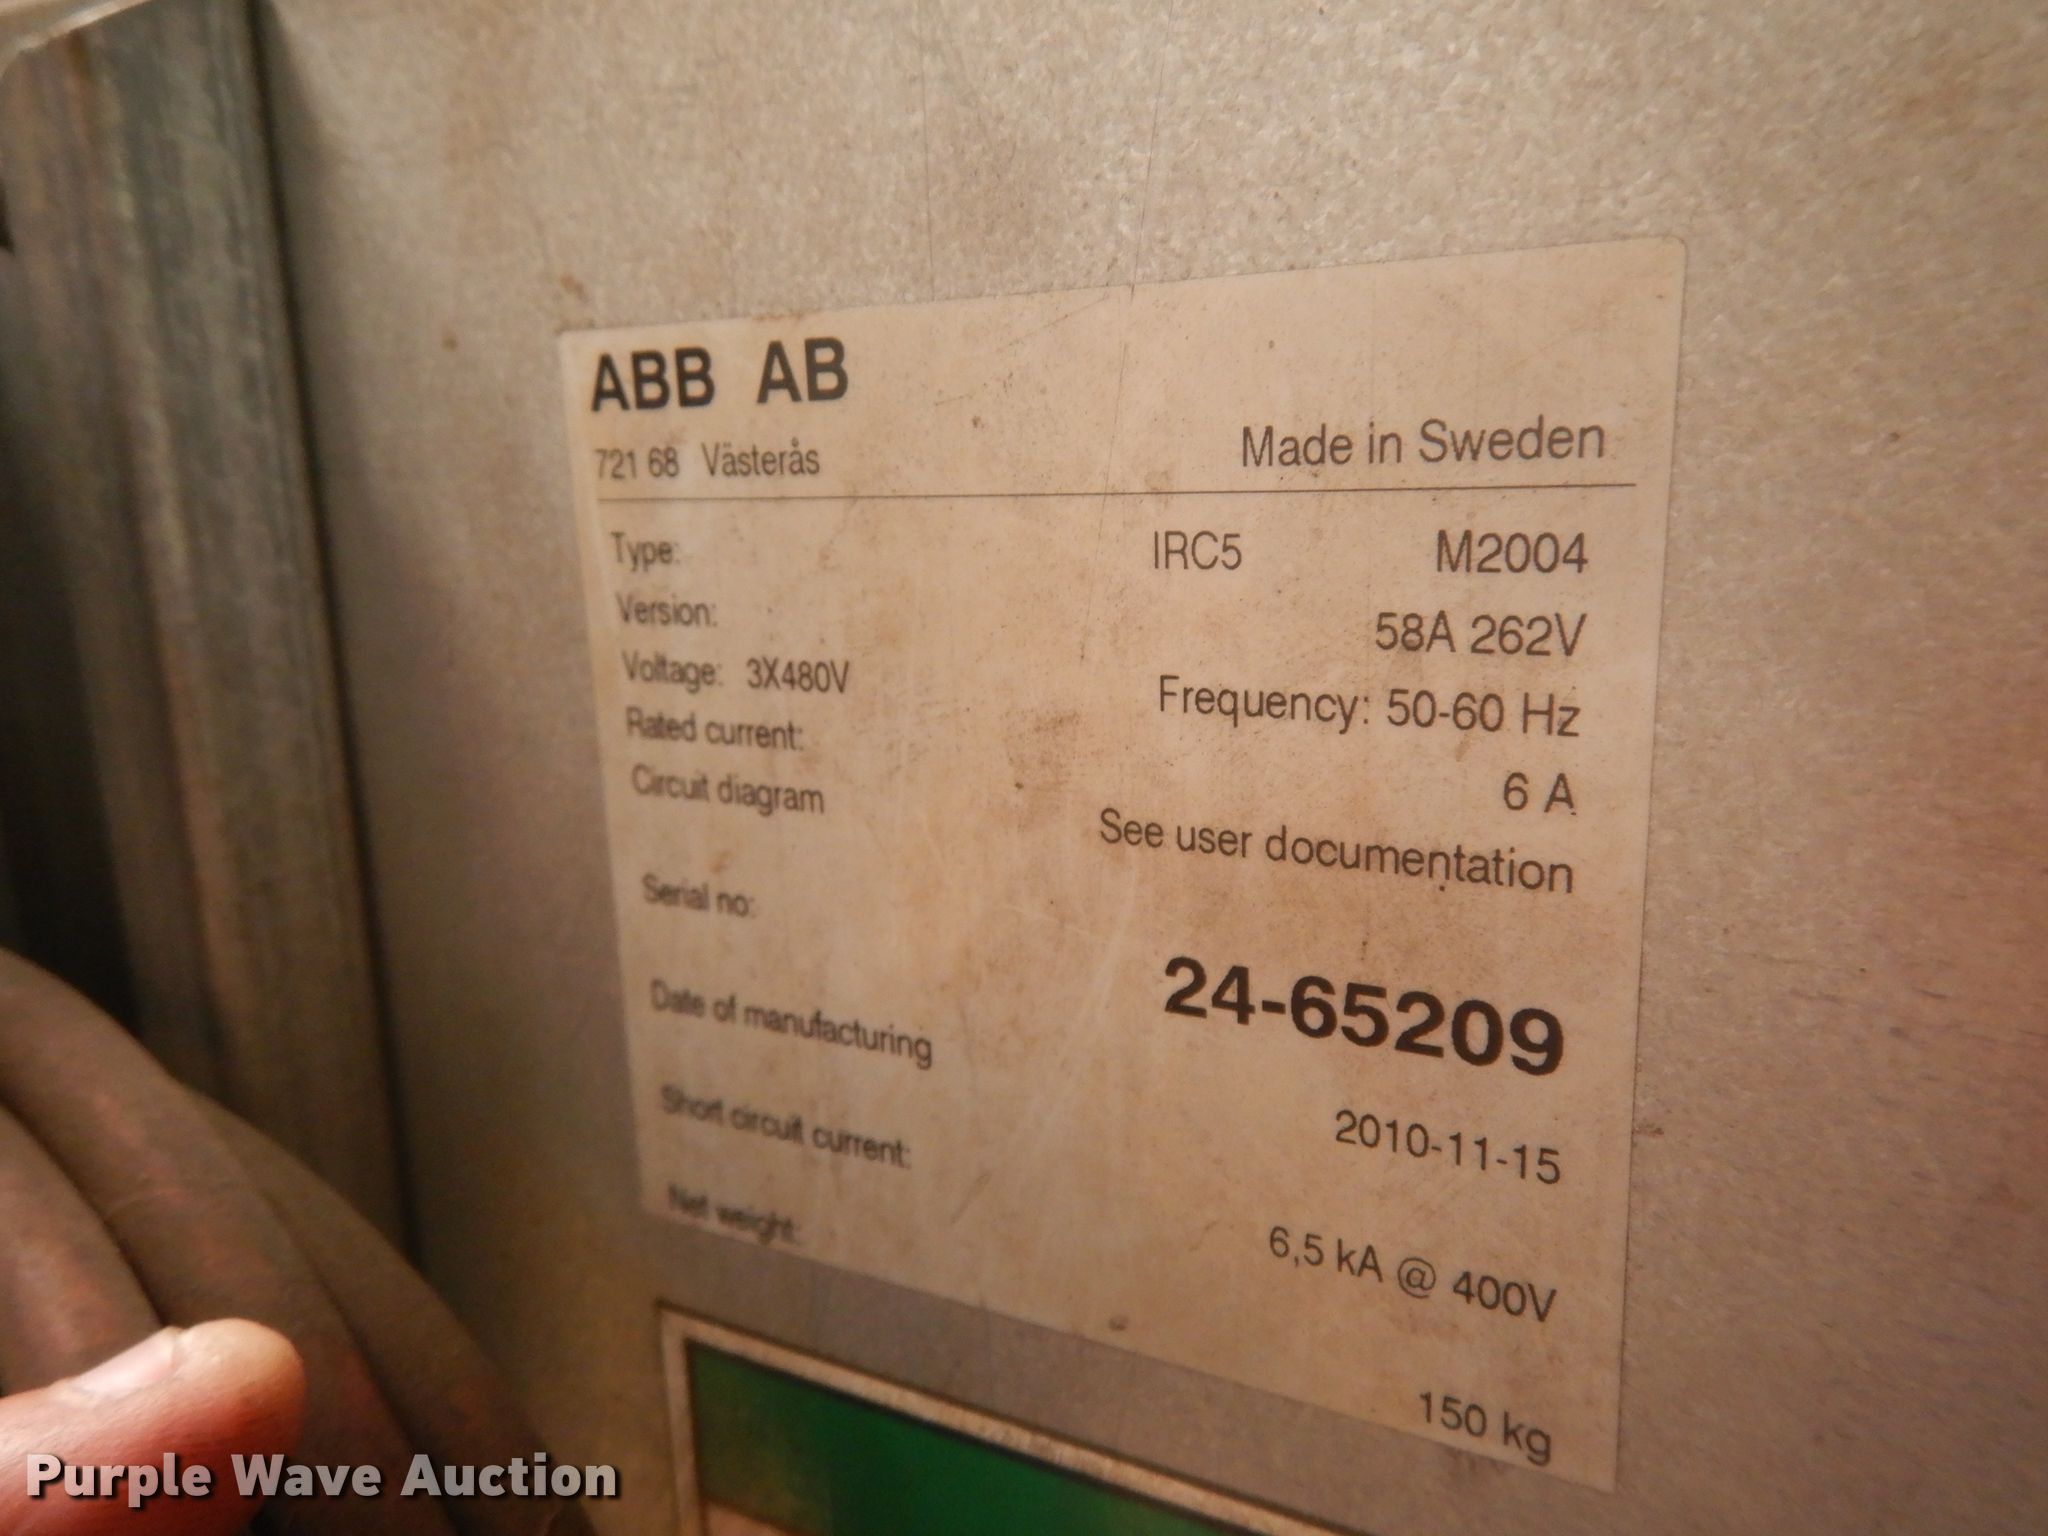 ABB AB
721 68 Västerås Made in Sweden
Type: IRC5 M2004
Version: 58A 262V
Voltage: 3X480V Frequency: 50-60 Hz
Rated current: 6 A
Circuit diagram See user documentation
Serial no: 24-65209
Date of manufacturing 2010-11-15
Short circuit current: 6,5 kA @ 400V
Net weight: 150 kg
Purple Wave Auction